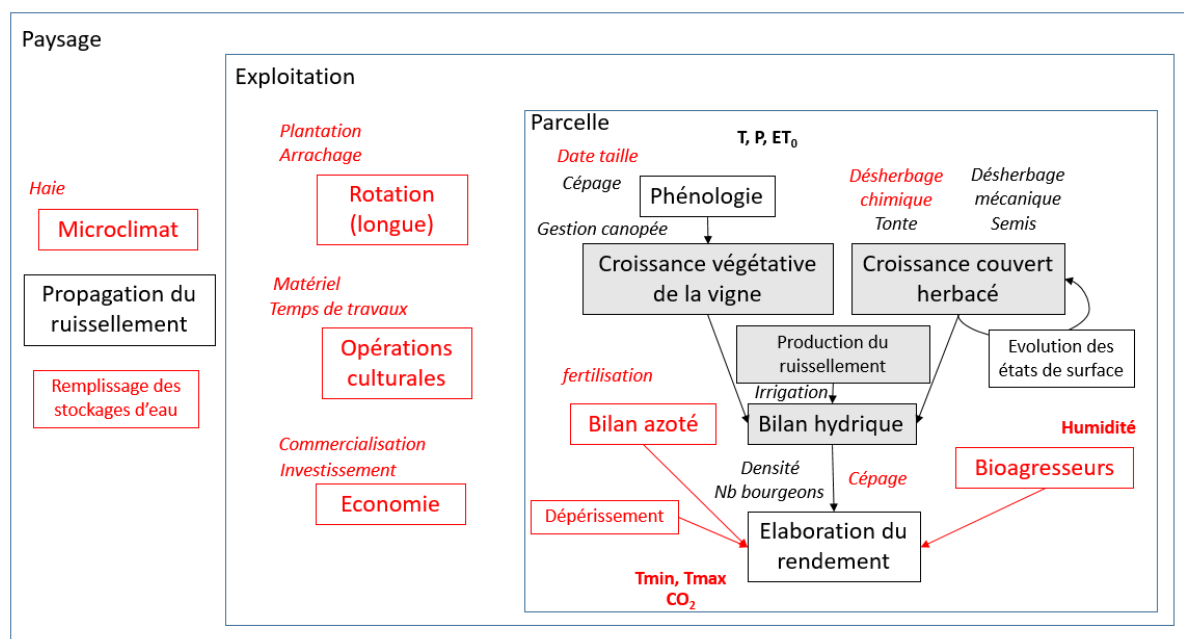 Paysage
Exploitation
Parcelle
T, P, ET₀
Plantation
Arrachage
Rotation
(longue)
Haie
Microclimat
Propagation du
ruissellement
Remplissage des
stockages d'eau
Matériel
Temps de travaux
Opérations
culturales
Commercialisation
Investissement
Economie
Date taille
Cépage
Phénologie
Gestion canopée
Croissance végétative
de la vigne
Désherbage
chimique
Tonte
Désherbage
mécanique
Semis
Croissance couvert
herbacé
Production du
ruissellement
Evolution des
états de surface
Irrigation
fertilisation
Bilan azoté
Bilan hydrique
Humidité
Bioagresseurs
Densité
Nb bourgeons
Cépage
Dépérissement
Elaboration du
rendement
Tmin, Tmax
CO₂